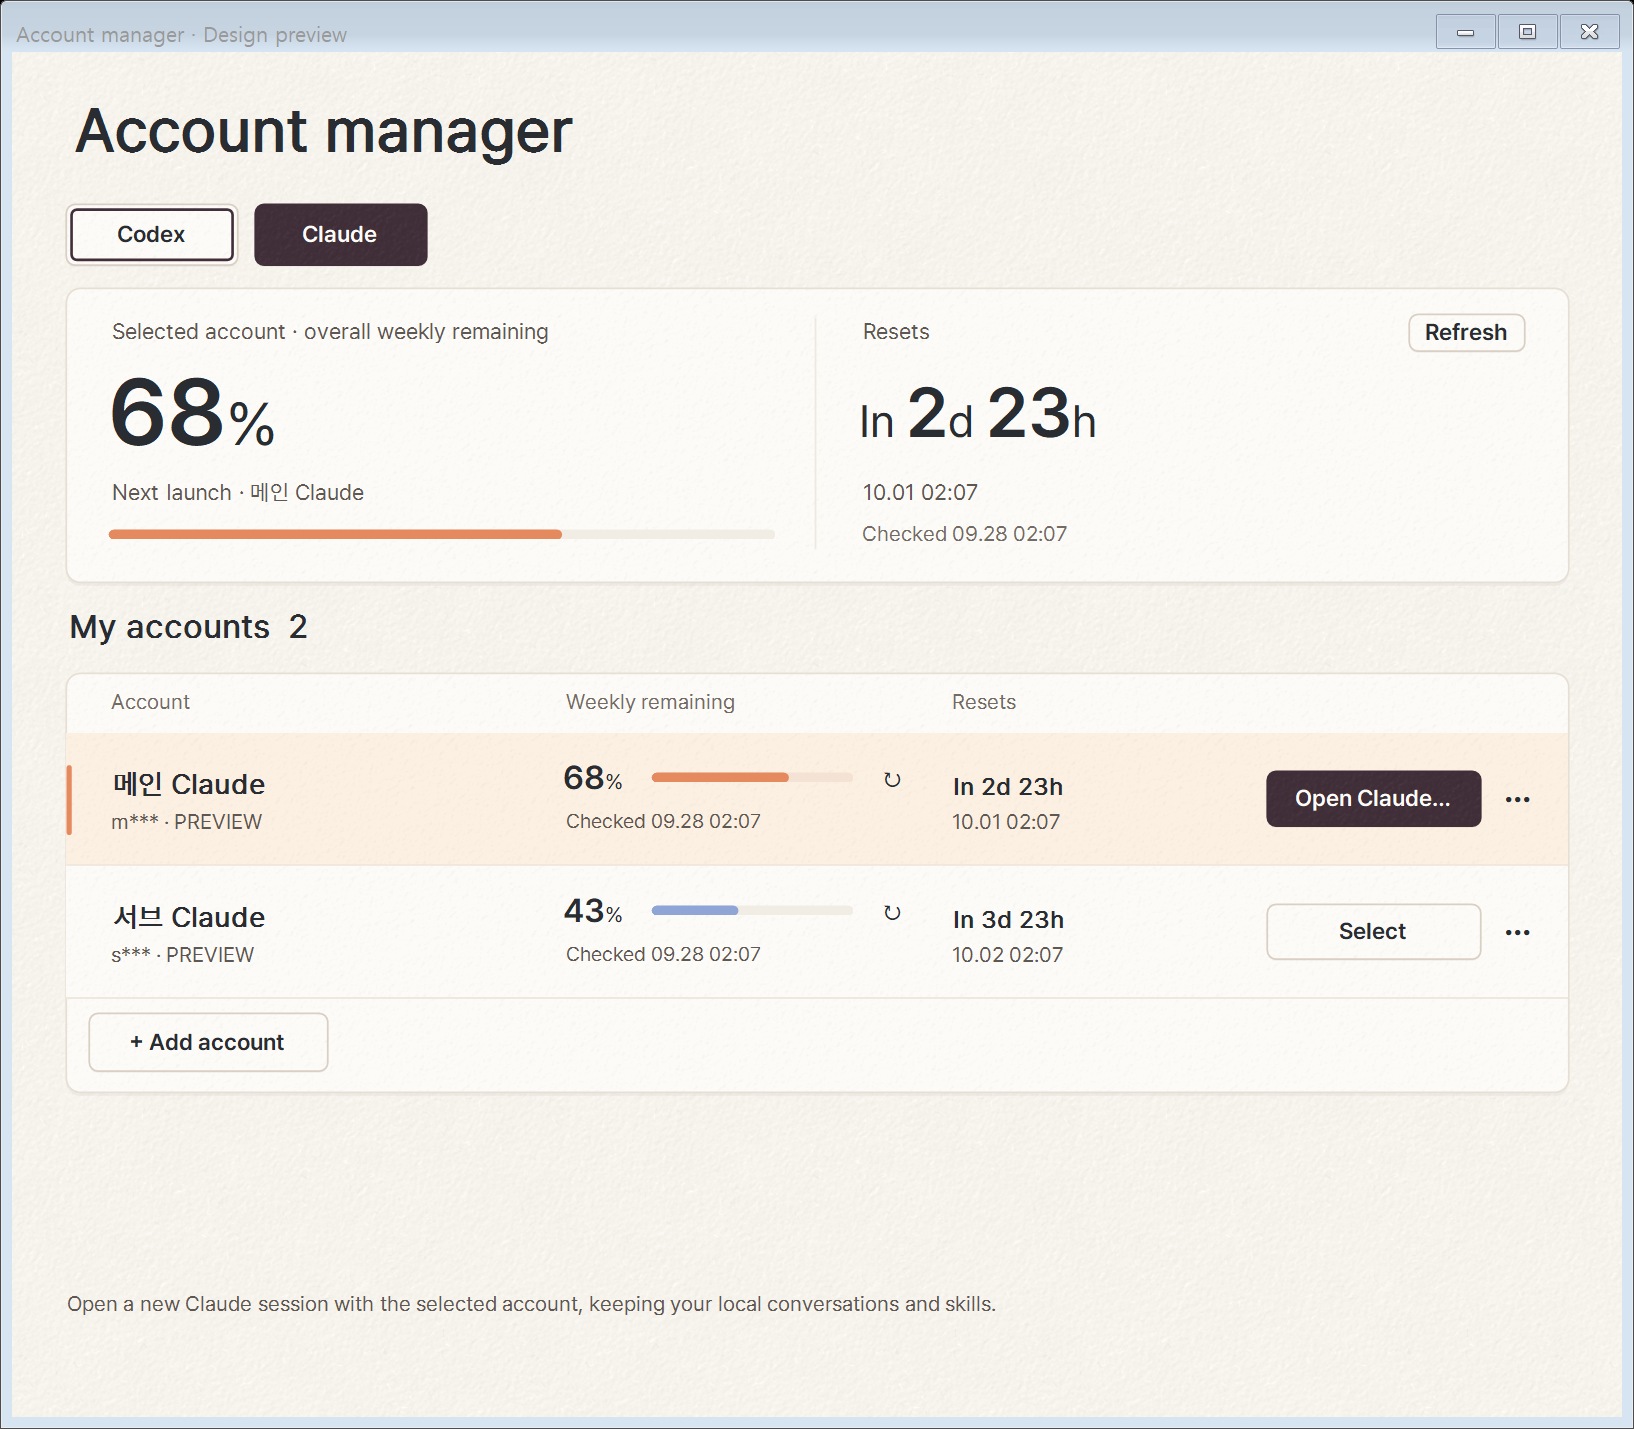 Account manager · Design preview
Account manager
Codex
Claude
Selected account · overall weekly remaining
68%
Next launch · 메인 Claude
Resets
Refresh
In 2d 23h
10.01 02:07
Checked 09.28 02:07
My accounts 2
Account Weekly remaining Resets
메인 Claude
m*** · PREVIEW
68%
Checked 09.28 02:07
In 2d 23h
10.01 02:07
Open Claude...
서브 Claude
s*** · PREVIEW
43%
Checked 09.28 02:07
In 3d 23h
10.02 02:07
Select
+ Add account
Open a new Claude session with the selected account, keeping your local conversations and skills.